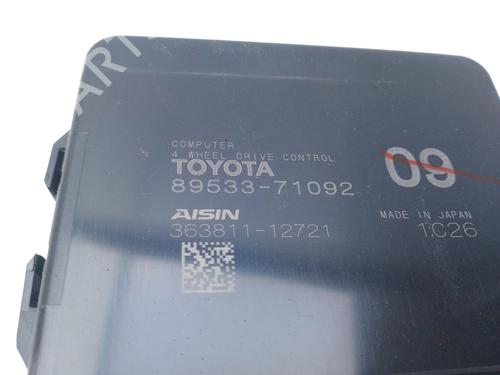 COMPUTER
4 WHEEL DRIVE CONTROL
TOYOTA
89533-71092
09
AISIN
363811-12721
MADE IN JAPAN
1C26